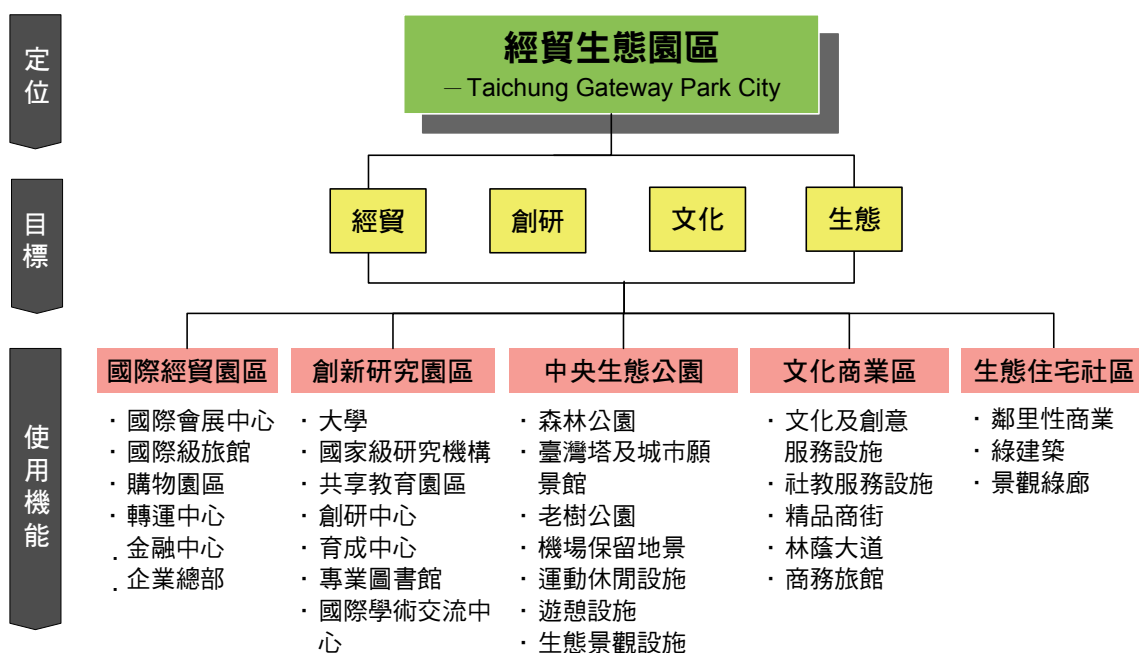 定位
經貿生態園區
－Taichung Gateway Park City
目標
經貿
創研
文化
生態
使用機能
國際經貿園區
．國際會展中心
．國際級旅館
．購物園區
．轉運中心
．金融中心
．企業總部
創新研究園區
．大學
．國家級研究機構
．共享教育園區
．創研中心
．育成中心
．專業圖書館
．國際學術交流中
心
中央生態公園
．森林公園
．臺灣塔及城市願
景館
．老樹公園
．機場保留地景
．運動休閒設施
．遊憩設施
．生態景觀設施
文化商業區
．文化及創意
服務設施
．社教服務設施
．精品商街
．林蔭大道
．商務旅館
生態住宅社區
．鄰里性商業
．綠建築
．景觀綠廊